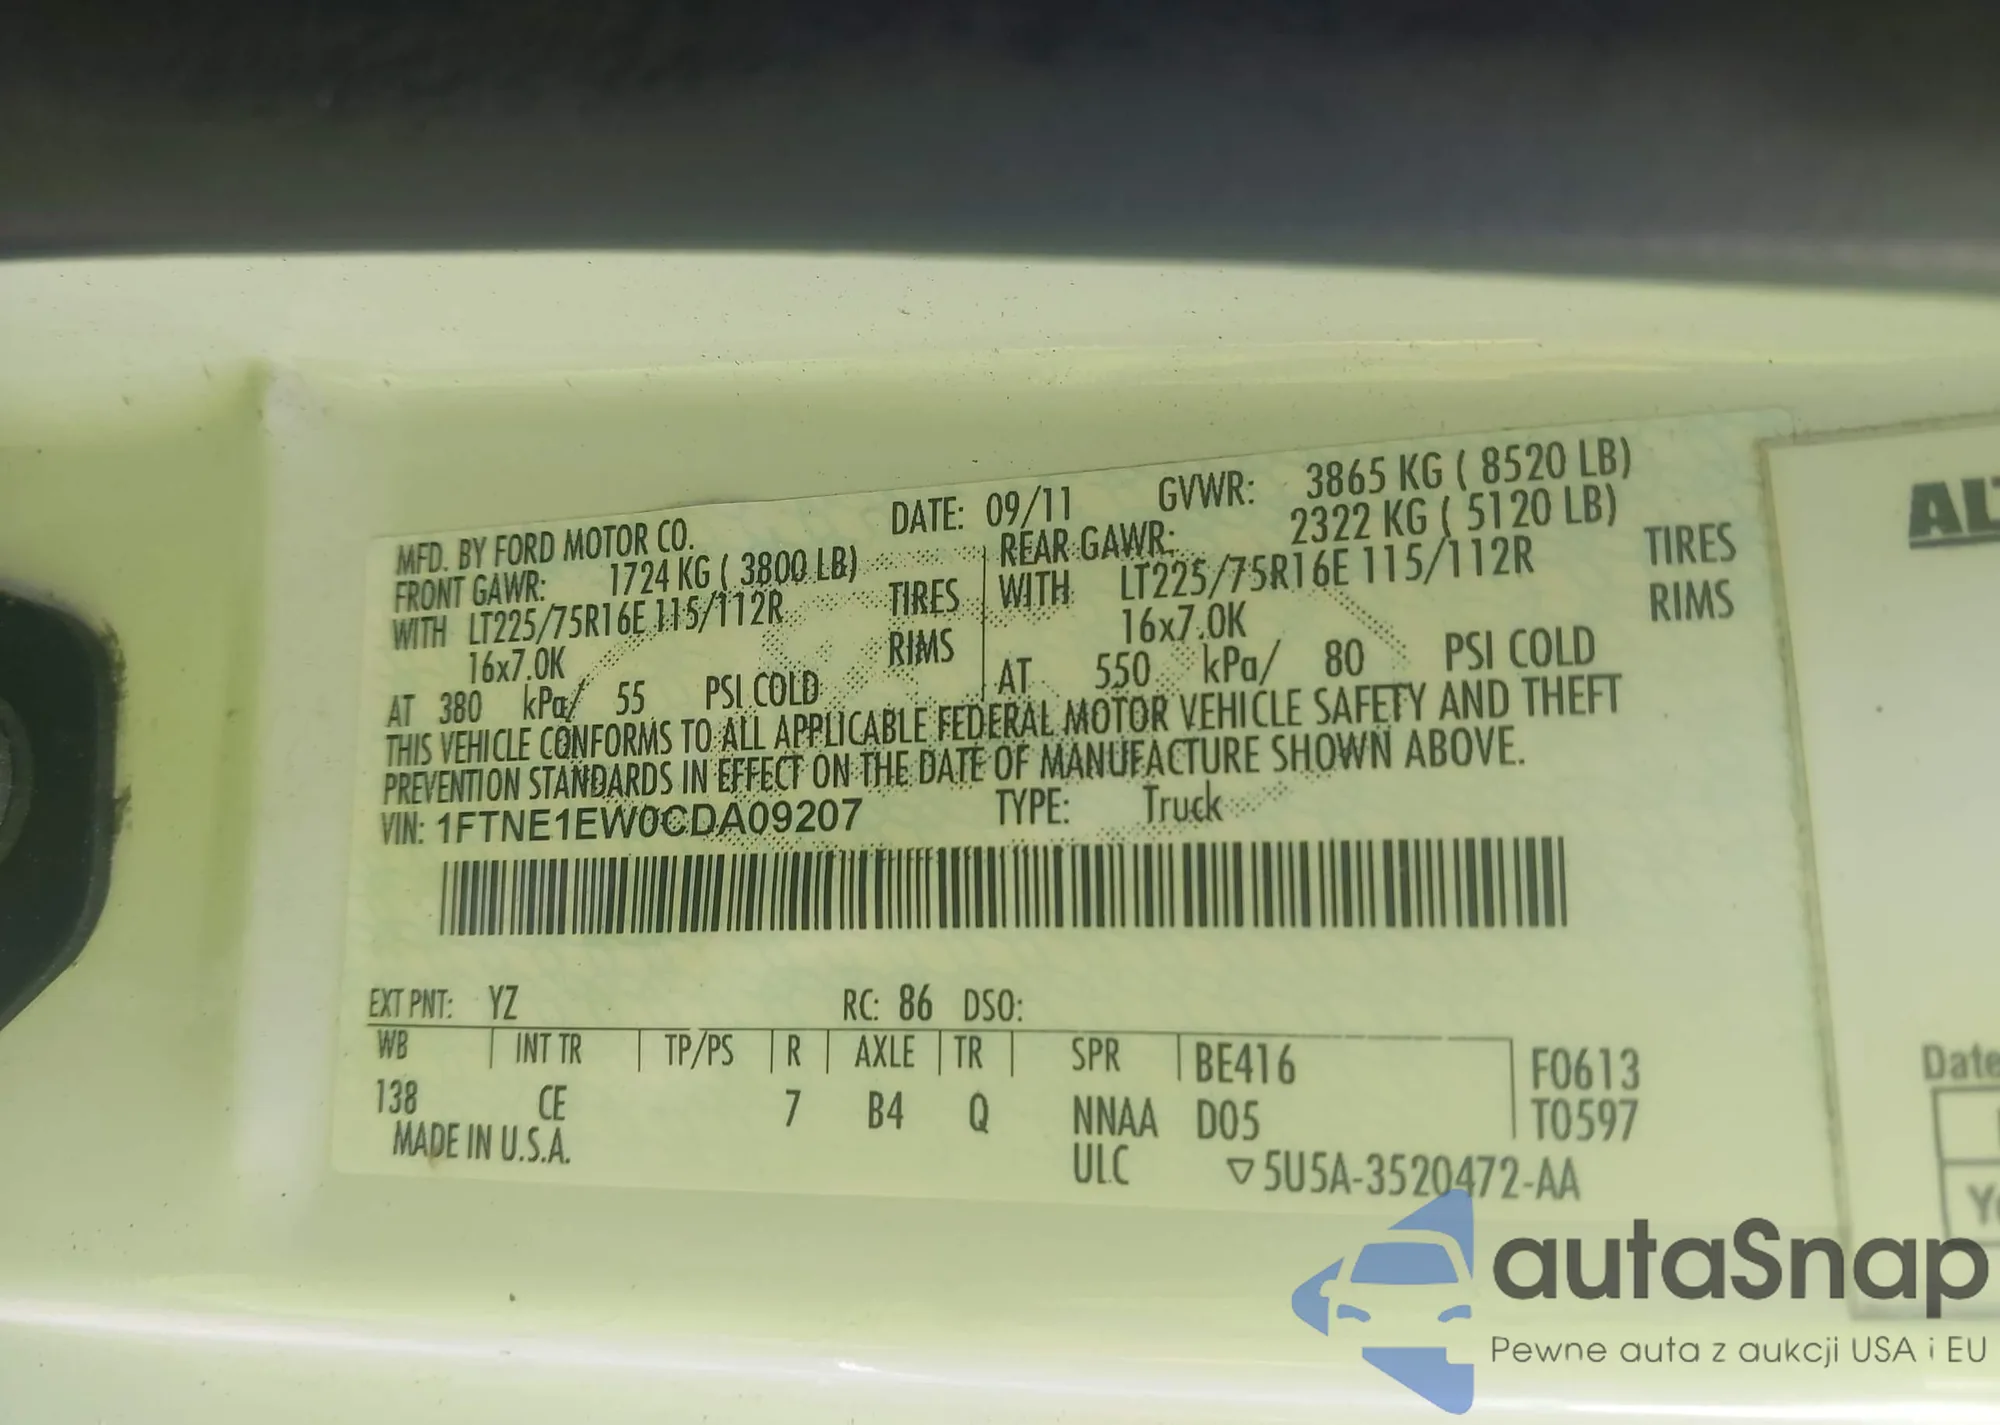 MFD. BY FORD MOTOR CO. DATE: 09/11 GVWR: 3865 KG ( 8520 LB)
FRONT GAWR: 1724 KG ( 3800 LB) REAR GAWR: 2322 KG ( 5120 LB)
WITH LT225/75R16E 115/112R TIRES WITH LT225/75R16E 115/112R TIRES
16x7.0K RIMS 16x7.0K RIMS
AT 380 kPa/ 55 PSI COLD AT 550 kPa/ 80 PSI COLD
THIS VEHICLE CONFORMS TO ALL APPLICABLE FEDERAL MOTOR VEHICLE SAFETY AND THEFT
PREVENTION STANDARDS IN EFFECT ON THE DATE OF MANUFACTURE SHOWN ABOVE.
VIN: 1FTNE1EW0CDA09207 TYPE: Truck
EXT PNT: YZ RC: 86 DSO:
WB INT TR TP/PS R AXLE TR SPR BE416 F0613
138 CE 7 B4 Q NNAA D05 T0597
MADE IN U.S.A. ULC ▽5U5A-3520472-AA
Date
autaSnap
Pewne auta z aukcji USA i EU